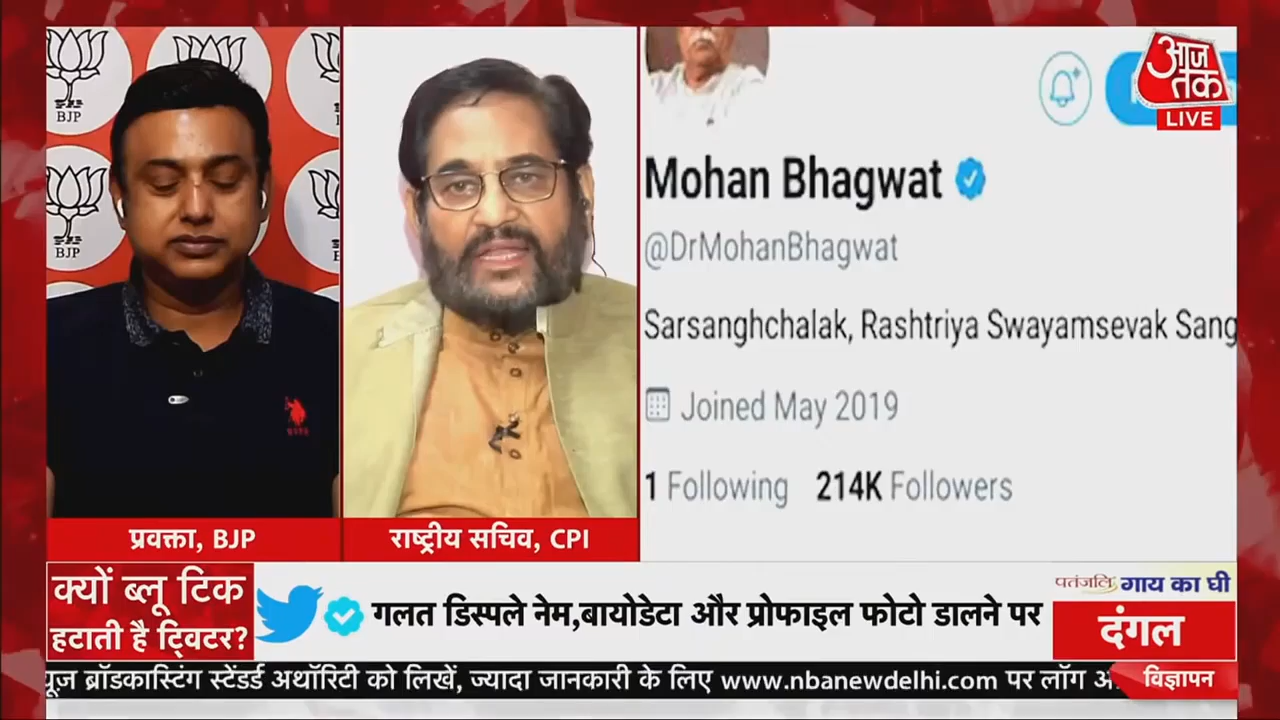 BJP
BJP
आज तक
LIVE
Mohan Bhagwat
@DrMohanBhagwat
Sarsanghchalak, Rashtriya Swayamsevak Sang
Joined May 2019
1 Following 214K Followers
प्रवक्ता, BJP
राष्ट्रीय सचिव, CPI
क्यों ब्लू टिक
हटाती है ट्विटर?
गलत डिस्पले नेम,बायोडेटा और प्रोफाइल फोटो डालने पर
पतंजलि गाय का घी
दंगल
यूज़ ब्रॉडकास्टिंग स्टेंडर्ड अथॉरिटी को लिखें, ज्यादा जानकारी के लिए www.nbanewdelhi.com पर लॉग
विज्ञापन